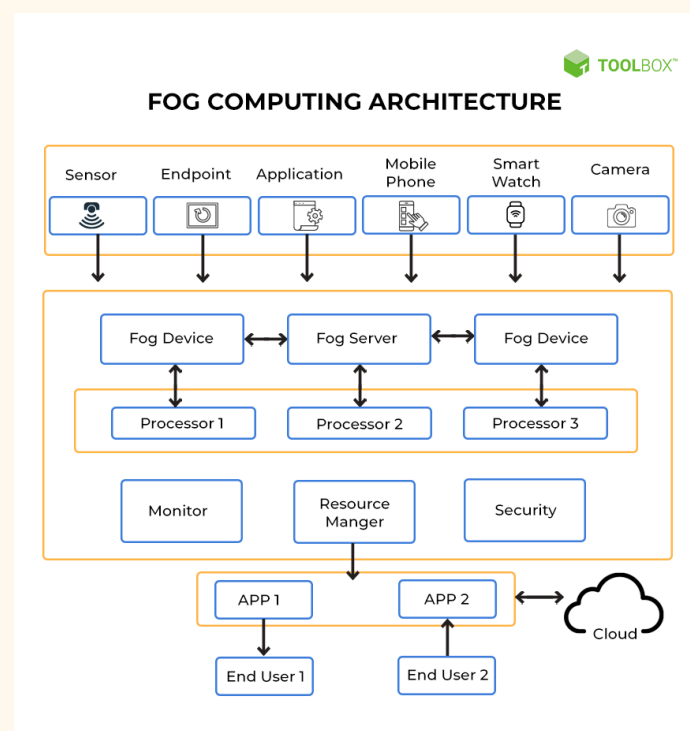 TOOLBOX™
FOG COMPUTING ARCHITECTURE
Sensor
Endpoint
Application
Mobile
Phone
Smart
Watch
Camera
Fog Device
Fog Server
Fog Device
Processor 1
Processor 2
Processor 3
Monitor
Resource
Manger
Security
APP 1
APP 2
Cloud
End User 1
End User 2